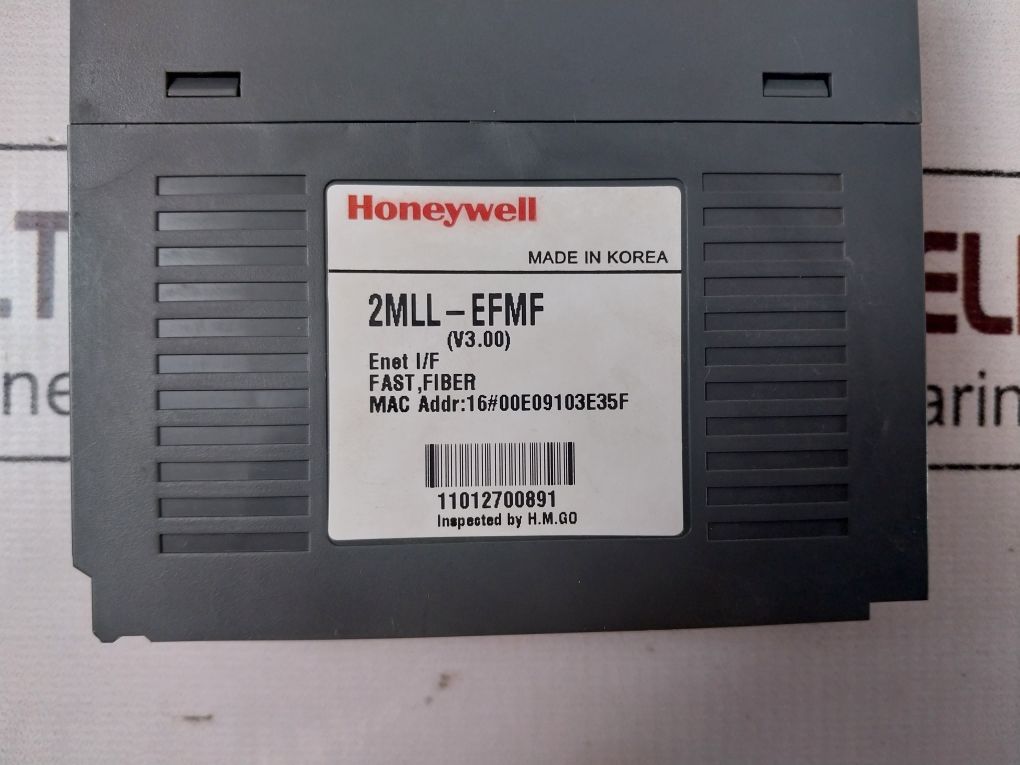 Honeywell
MADE IN KOREA
2MLL-EFMF
(V3.00)
Enet I/F
FAST,FIBER
MAC Addr:16#00E09103E35F
11012700891
Inspected by H.M.GO